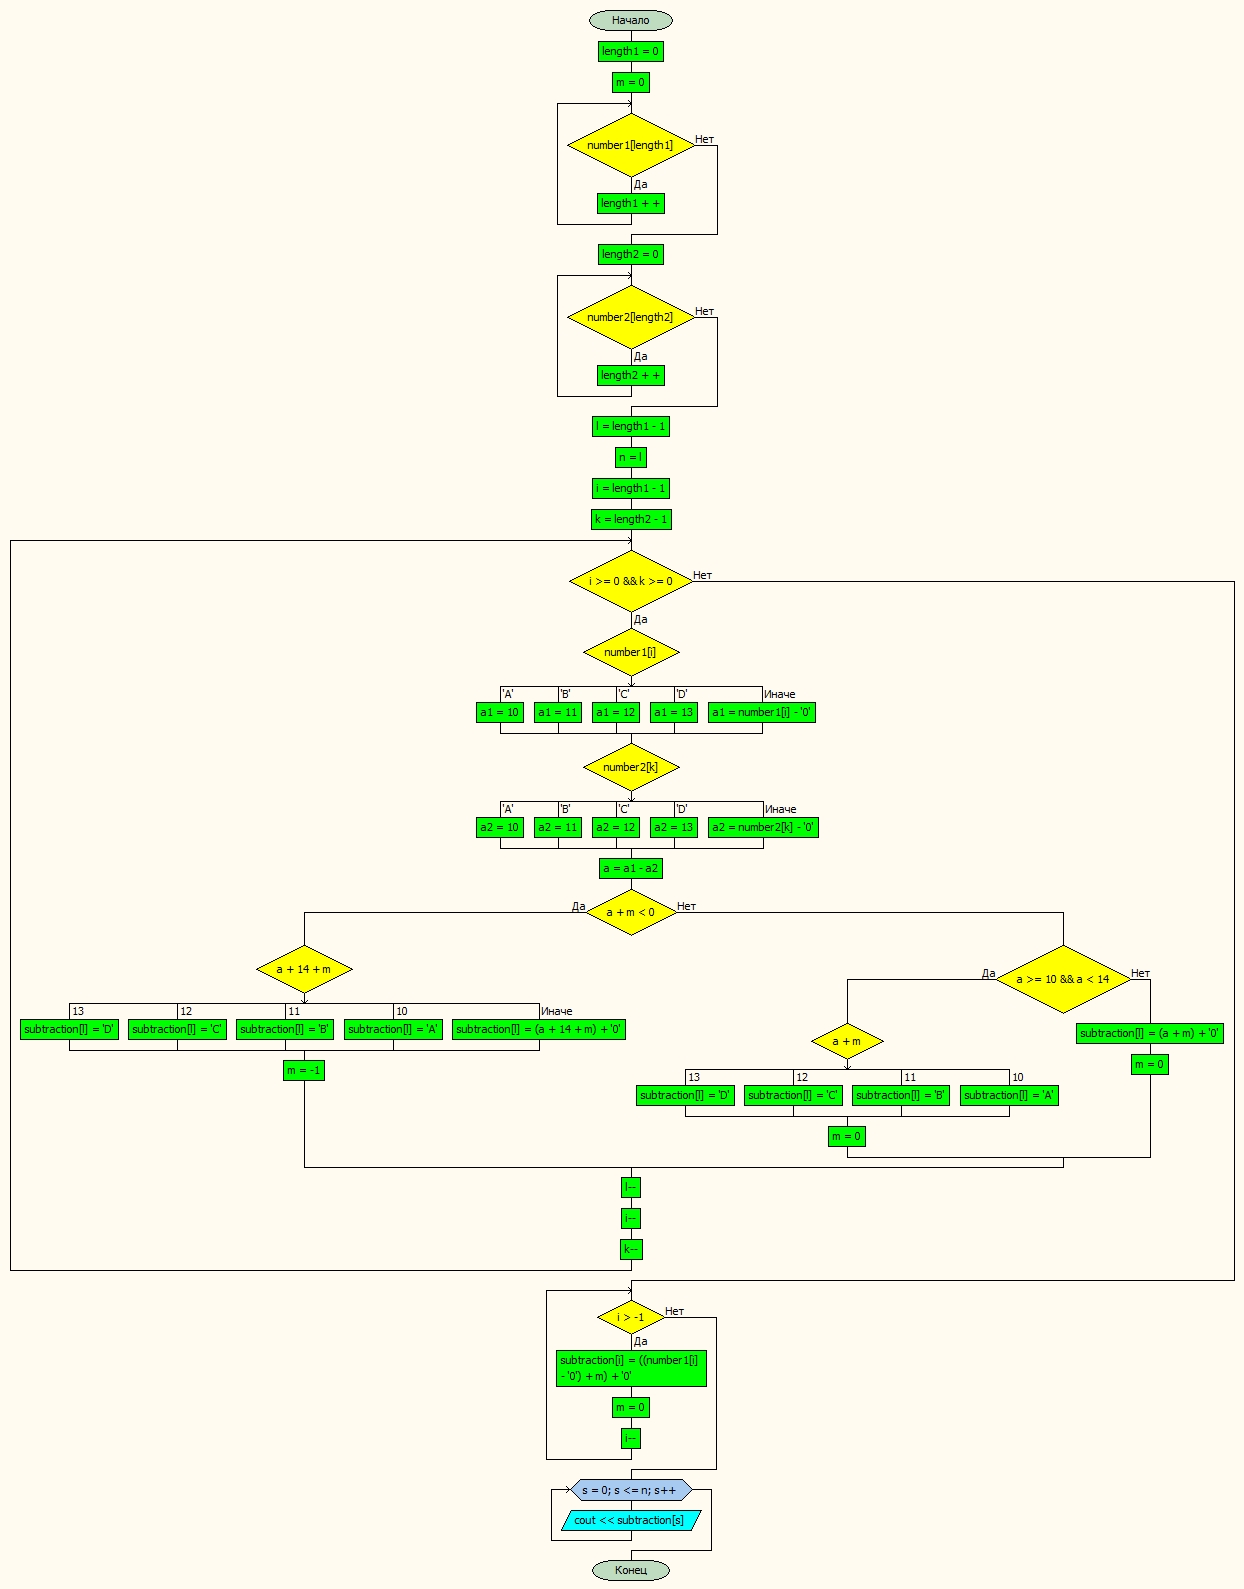 Начало
length1 = 0
m = 0
number1[length1]
Нет
Да
length1 + +
length2 = 0
number2[length2]
Нет
Да
length2 + +
l = length1 - 1
n = l
i = length1 - 1
k = length2 - 1
i >= 0 && k >= 0
Нет
Да
number1[i]
'A' 'B' 'C' 'D' Иначе
a1 = 10 a1 = 11 a1 = 12 a1 = 13 a1 = number1[i] - '0'
number2[k]
'A' 'B' 'C' 'D' Иначе
a2 = 10 a2 = 11 a2 = 12 a2 = 13 a2 = number2[k] - '0'
a = a1 - a2
Да a + m < 0 Нет
a + 14 + m
13 12 11 10 Иначе
subtraction[l] = 'D' subtraction[l] = 'C' subtraction[l] = 'B' subtraction[l] = 'A' subtraction[l] = (a + 14 + m) + '0'
m = -1
Да a >= 10 && a < 14 Нет
a + m
13 12 11 10
subtraction[l] = 'D' subtraction[l] = 'C' subtraction[l] = 'B' subtraction[l] = 'A'
m = 0
subtraction[l] = (a + m) + '0'
m = 0
l--
i--
k--
i > -1
Нет
Да
subtraction[i] = ((number1[i]
- '0') + m) + '0'
m = 0
i--
s = 0; s <= n; s++
cout << subtraction[s]
Конец